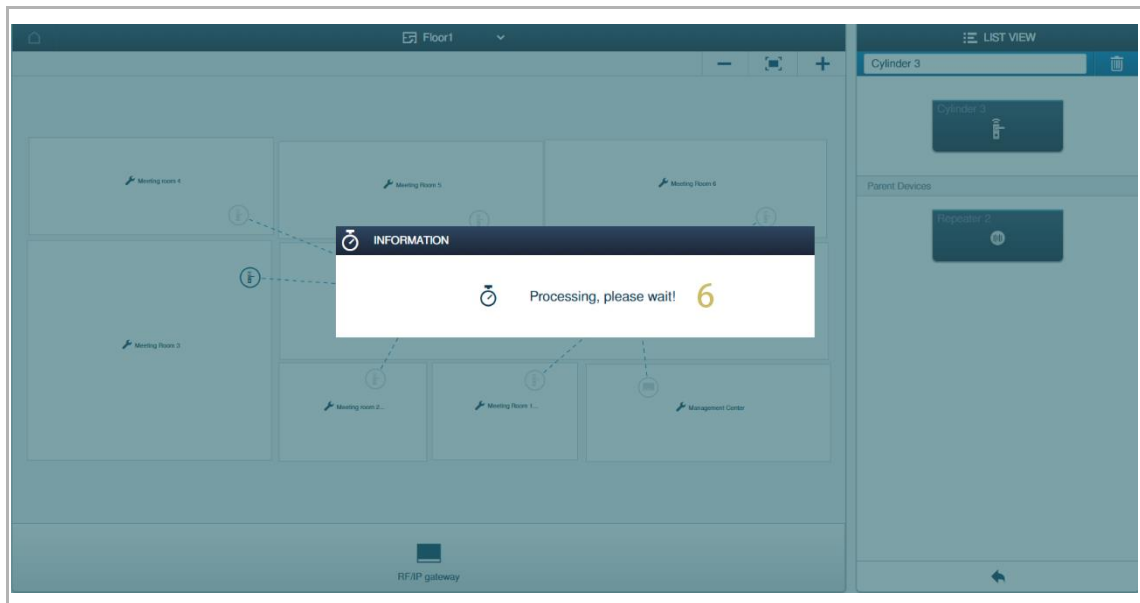 Floor1
LIST VIEW
Cylinder 3
Cylinder 3
Meeting room 4
Meeting Room 5
Meeting Room 6
Parent Devices
Repeater 2
INFORMATION
Processing, please wait! 6
Meeting Room 3
Meeting room 2...
Meeting Room 1...
Management Center
RF/IP gateway